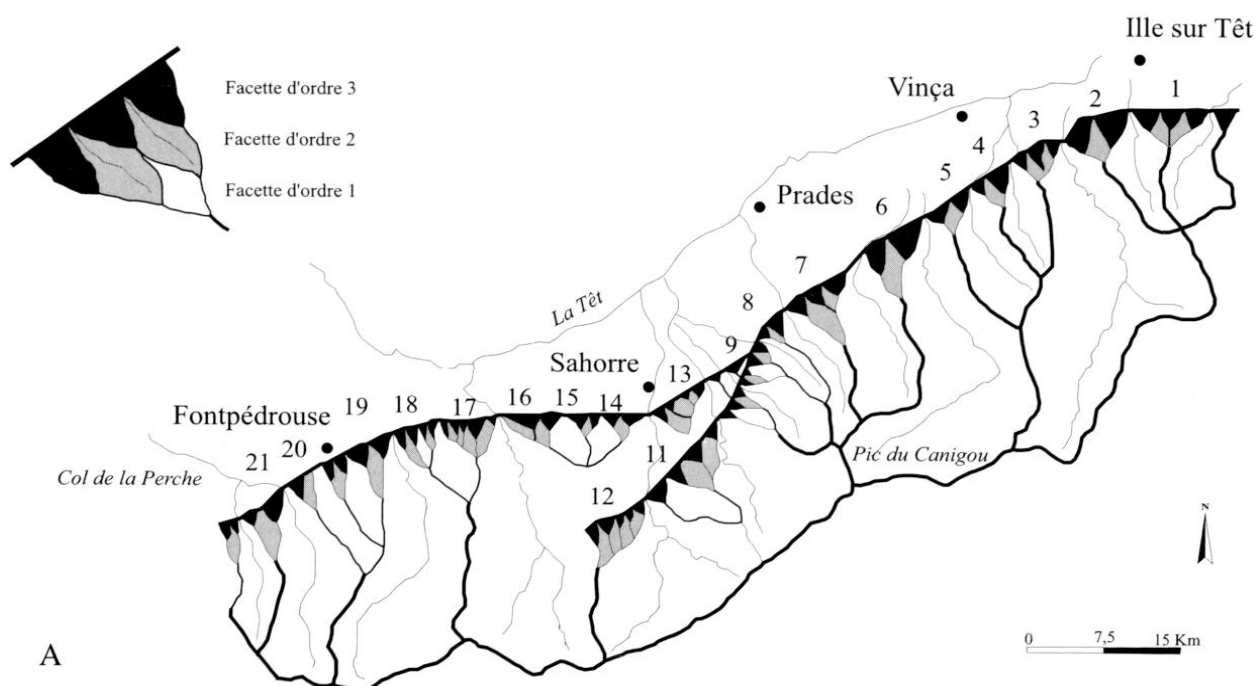 Ille sur Têt
Facette d'ordre 3
Facette d'ordre 2
Facette d'ordre 1
Vinça
1
2
3
4
5
Prades
6
7
8
La Têt
9
Sahorre
13
Fontpédrouse
19
18
17
16
15
14
21
20
11
Col de la Perche
Pic du Canigou
12
N
A
0 7,5 15 Km